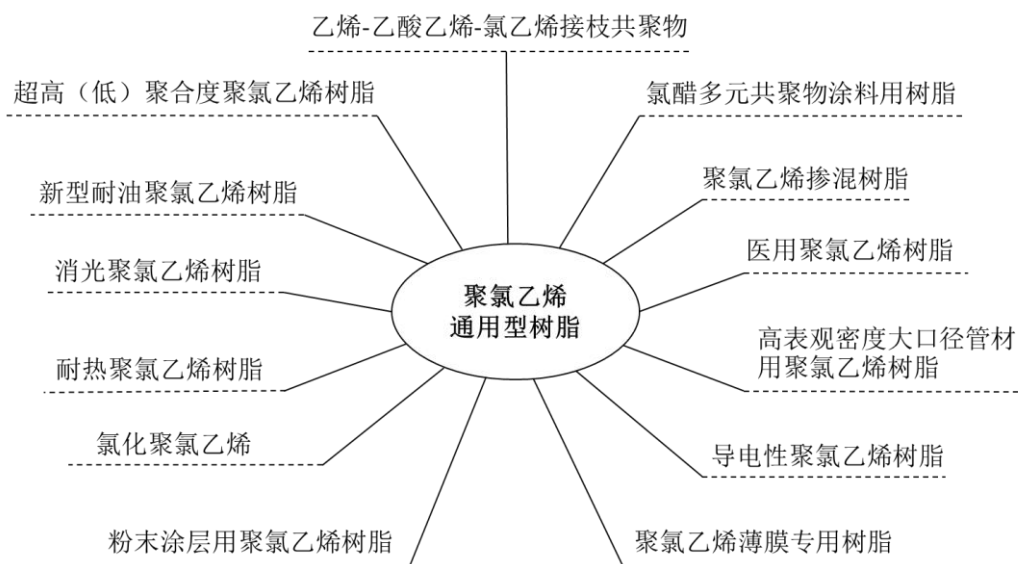 乙烯-乙酸乙烯-氯乙烯接枝共聚物
超高（低）聚合度聚氯乙烯树脂
氯醋多元共聚物涂料用树脂
新型耐油聚氯乙烯树脂
聚氯乙烯掺混树脂
消光聚氯乙烯树脂
医用聚氯乙烯树脂
聚氯乙烯
通用型树脂
高表观密度大口径管材
用聚氯乙烯树脂
耐热聚氯乙烯树脂
氯化聚氯乙烯
导电性聚氯乙烯树脂
粉末涂层用聚氯乙烯树脂
聚氯乙烯薄膜专用树脂